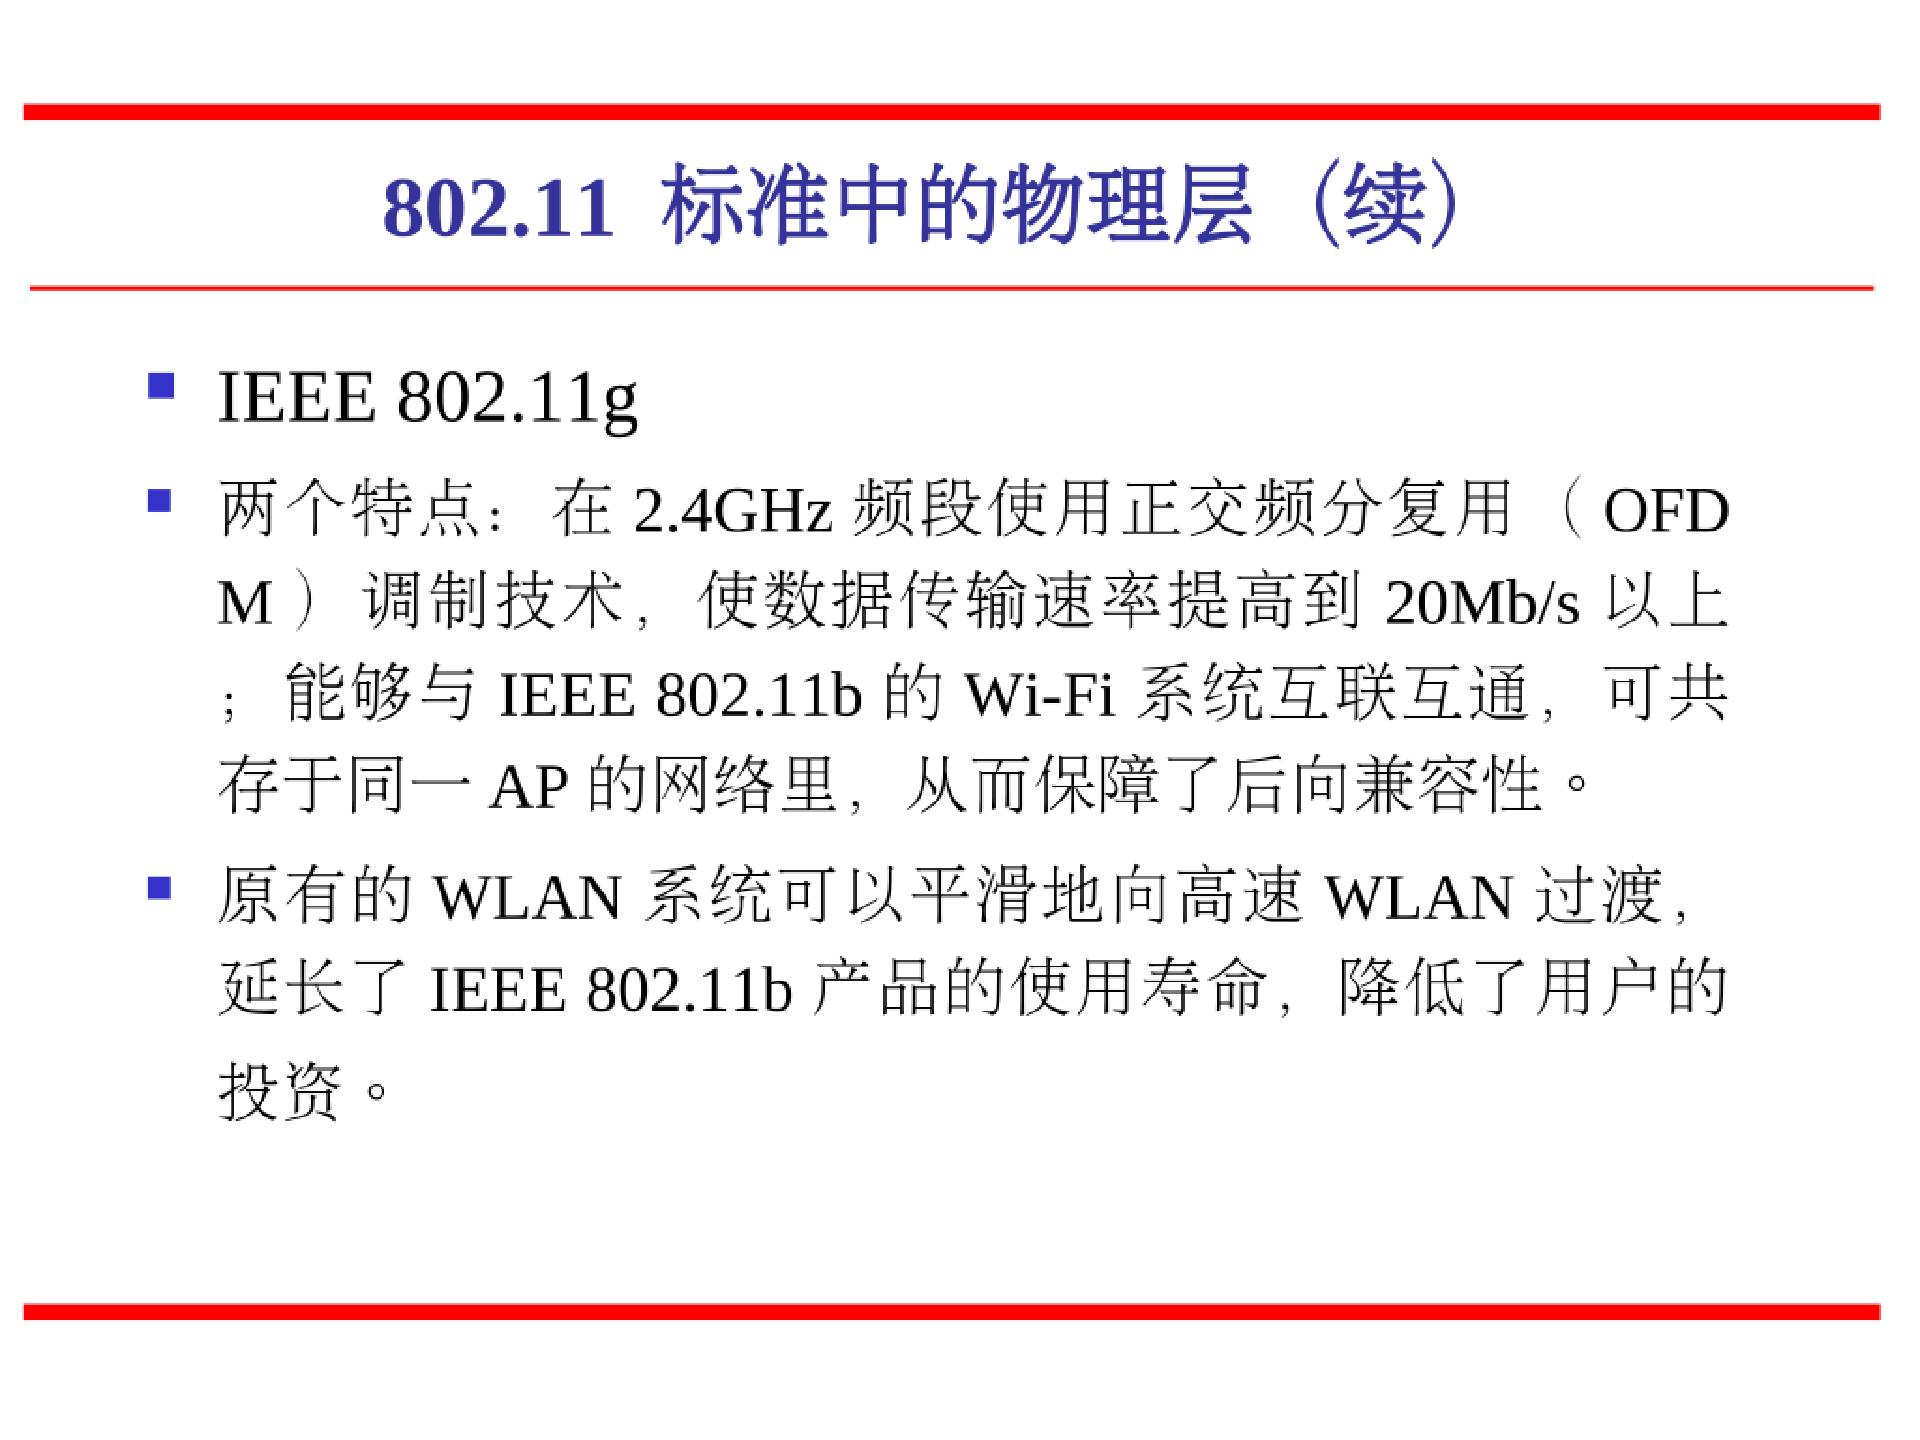 802.11 标准中的物理层（续）
IEEE 802.11g
两个特点：在 2.4GHz 频段使用正交频分复用（OFD
M）调制技术，使数据传输速率提高到 20Mb/s 以上
；能够与 IEEE 802.11b 的 Wi-Fi 系统互联互通，可共
存于同一 AP 的网络里，从而保障了后向兼容性。
原有的 WLAN 系统可以平滑地向高速 WLAN 过渡，
延长了 IEEE 802.11b 产品的使用寿命，降低了用户的
投资。